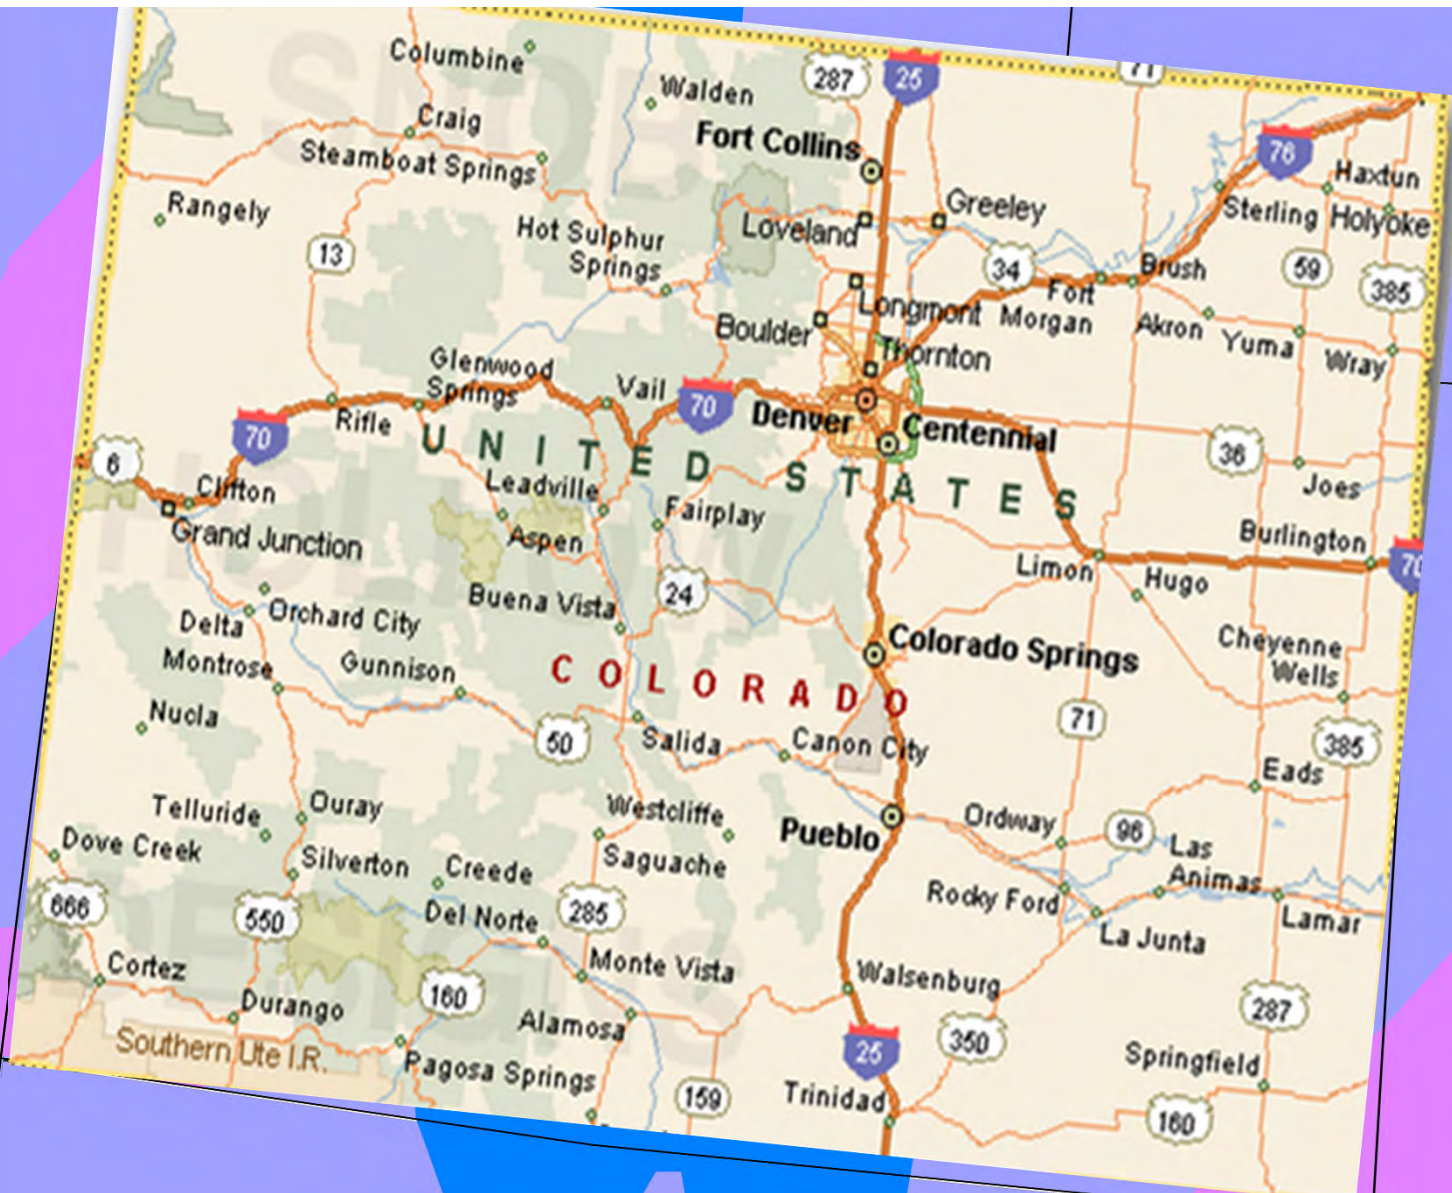 Columbine
Walden
287
25
71
Craig
Fort Collins
76
Steamboat Springs
Haxtun
Rangely
Greeley
Sterling
Holyoke
Loveland
Hot Sulphur
Springs
13
34
Brush
59
385
Fort
Morgan
Longmont
Boulder
Akron
Yuma
Wray
Thornton
Glenwood
Springs
Vail
70
Rifle
Denver
Centennial
70
6
UNITED STATES
36
Clifton
Leadville
Joes
Grand Junction
Aspen
Fairplay
Burlington
70
Limon
Hugo
24
Buena Vista
Orchard City
Delta
Colorado Springs
Cheyenne
Wells
Montrose
Gunnison
COLORADO
Nucla
71
50
Salida
Canon City
385
Eads
Telluride
Ouray
Westcliffe
Pueblo
Ordway
96
Las
Animas
Dove Creek
Silverton
Creede
Saguache
Rocky Ford
Lamar
666
550
Del Norte
285
La Junta
Cortez
Monte Vista
Walsenburg
160
Durango
Alamosa
287
Southern Ute I.R.
25
350
Pagosa Springs
Springfield
159
Trinidad
160